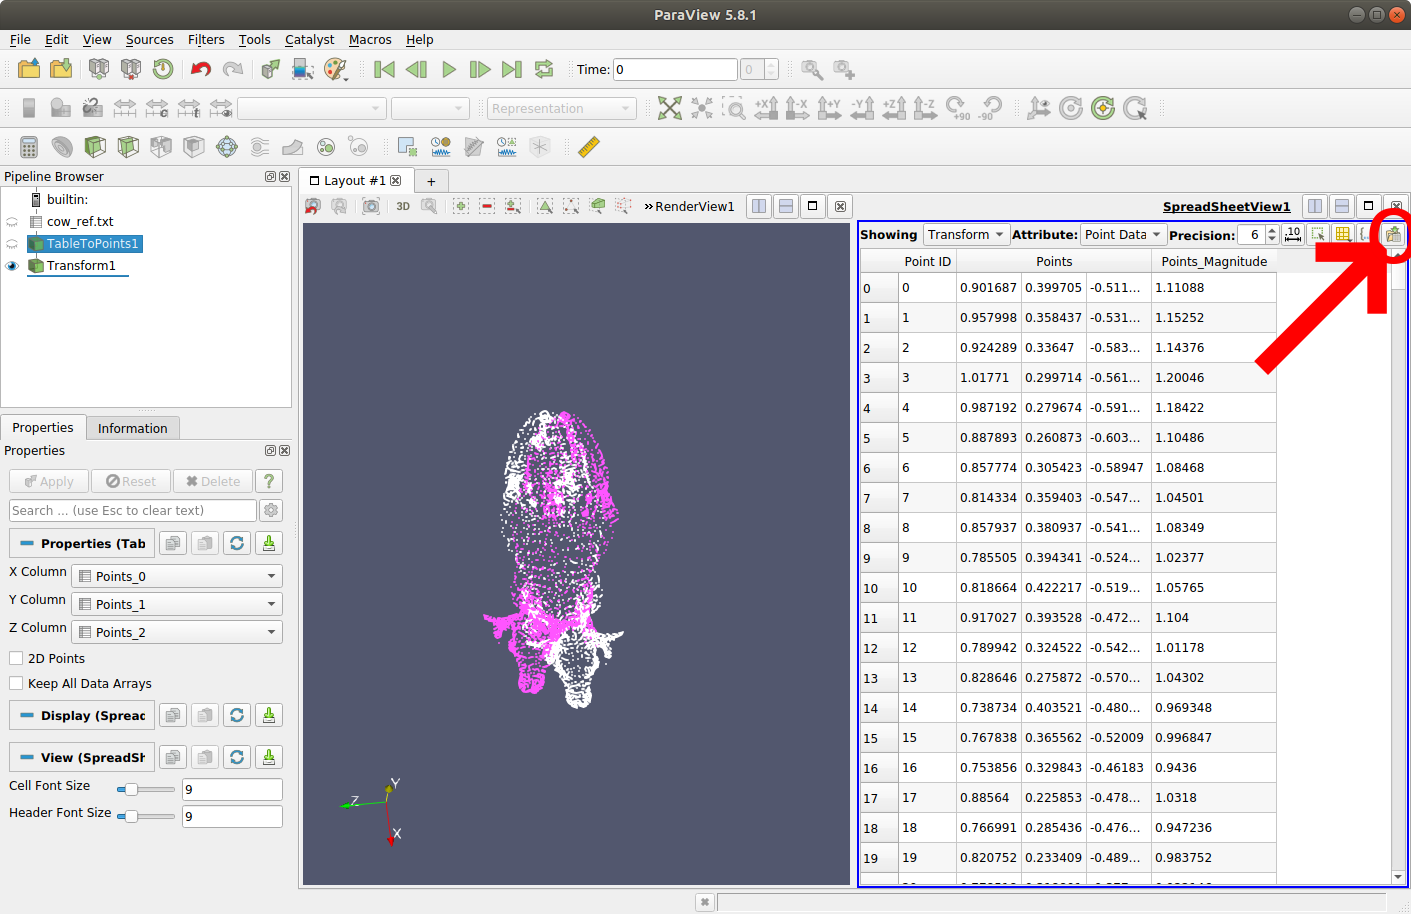 ParaView 5.8.1
File Edit View Sources Filters Tools Catalyst Macros Help
Time: 0 0
Representation +X -X +Y -Y +Z -Z +90 -90
Pipeline Browser
builtin:
cow_ref.txt
TableToPoints1
Transform1
Properties Information
Properties
Apply Reset Delete ?
Search ... (use Esc to clear text)
Properties (Tab
X Column Points_0
Y Column Points_1
Z Column Points_2
2D Points
Keep All Data Arrays
Display (Spread
View (SpreadSh
Cell Font Size 9
Header Font Size 9
Layout #1 +
3D » RenderView1
Y
Z
X
SpreadSheetView1
Showing Transform Attribute: Point Data Precision: 6 .10 {...
Point ID Points Points_Magnitude
0 0 0.901687 0.399705 -0.511... 1.11088
1 1 0.957998 0.358437 -0.531... 1.15252
2 2 0.924289 0.33647 -0.583... 1.14376
3 3 1.01771 0.299714 -0.561... 1.20046
4 4 0.987192 0.279674 -0.591... 1.18422
5 5 0.887893 0.260873 -0.603... 1.10486
6 6 0.857774 0.305423 -0.58947 1.08468
7 7 0.814334 0.359403 -0.547... 1.04501
8 8 0.857937 0.380937 -0.541... 1.08349
9 9 0.785505 0.394341 -0.524... 1.02377
10 10 0.818664 0.422217 -0.519... 1.05765
11 11 0.917027 0.393528 -0.472... 1.104
12 12 0.789942 0.324522 -0.542... 1.01178
13 13 0.828646 0.275872 -0.570... 1.04302
14 14 0.738734 0.403521 -0.480... 0.969348
15 15 0.767838 0.365562 -0.52009 0.996847
16 16 0.753856 0.329843 -0.46183 0.9436
17 17 0.88564 0.225853 -0.478... 1.0318
18 18 0.766991 0.285436 -0.476... 0.947236
19 19 0.820752 0.233409 -0.489... 0.983752